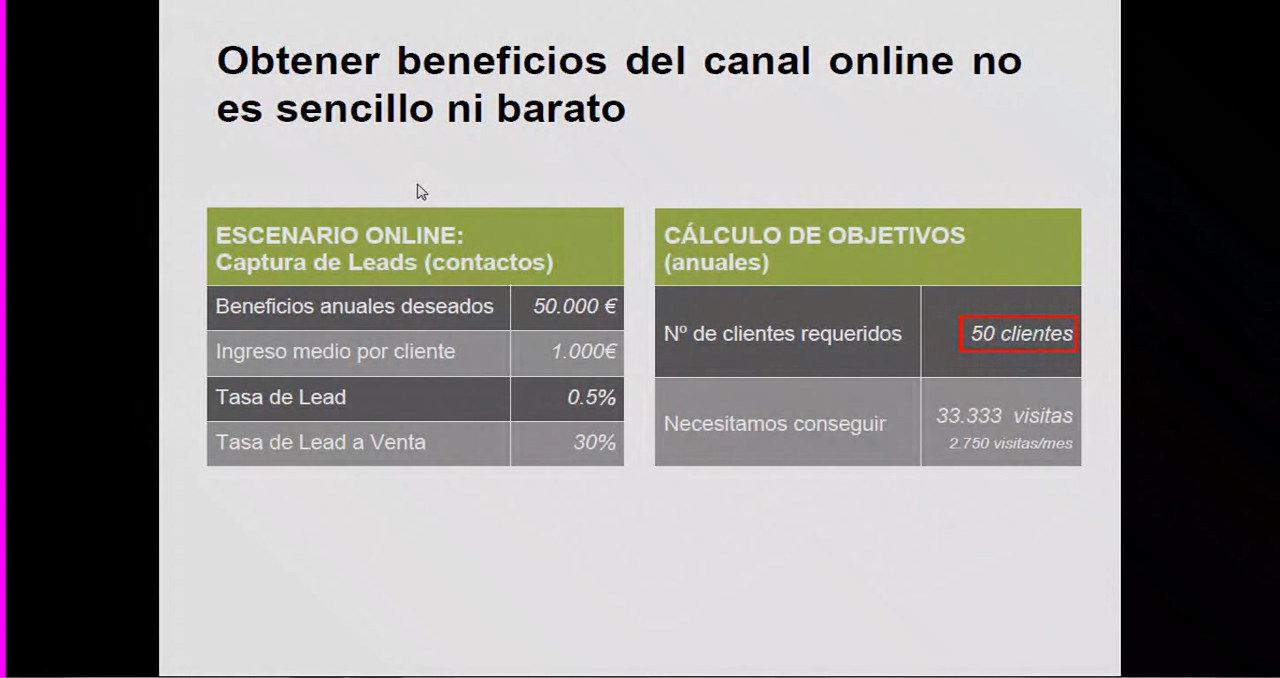 Obtener beneficios del canal online no
es sencillo ni barato
ESCENARIO ONLINE:
Captura de Leads (contactos)
Beneficios anuales deseados 50.000 €
Ingreso medio por cliente 1.000€
Tasa de Lead 0.5%
Tasa de Lead a Venta 30%
CÁLCULO DE OBJETIVOS
(anuales)
Nº de clientes requeridos 50 clientes
Necesitamos conseguir 33.333 visitas
2.750 visitas/mes